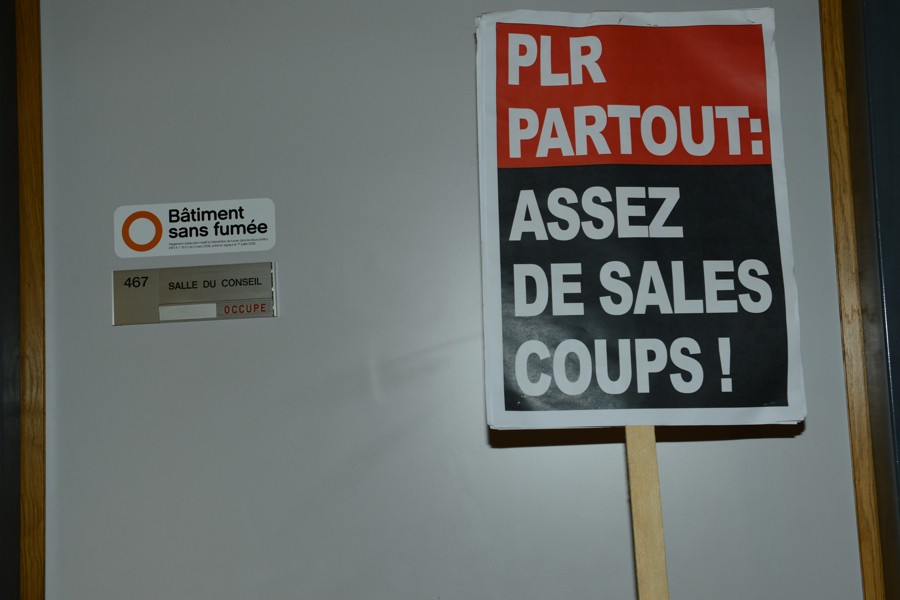 Bâtiment
sans fumée
467 SALLE DU CONSEIL
OCCUPE
PLR
PARTOUT:
ASSEZ
DE SALES
COUPS !